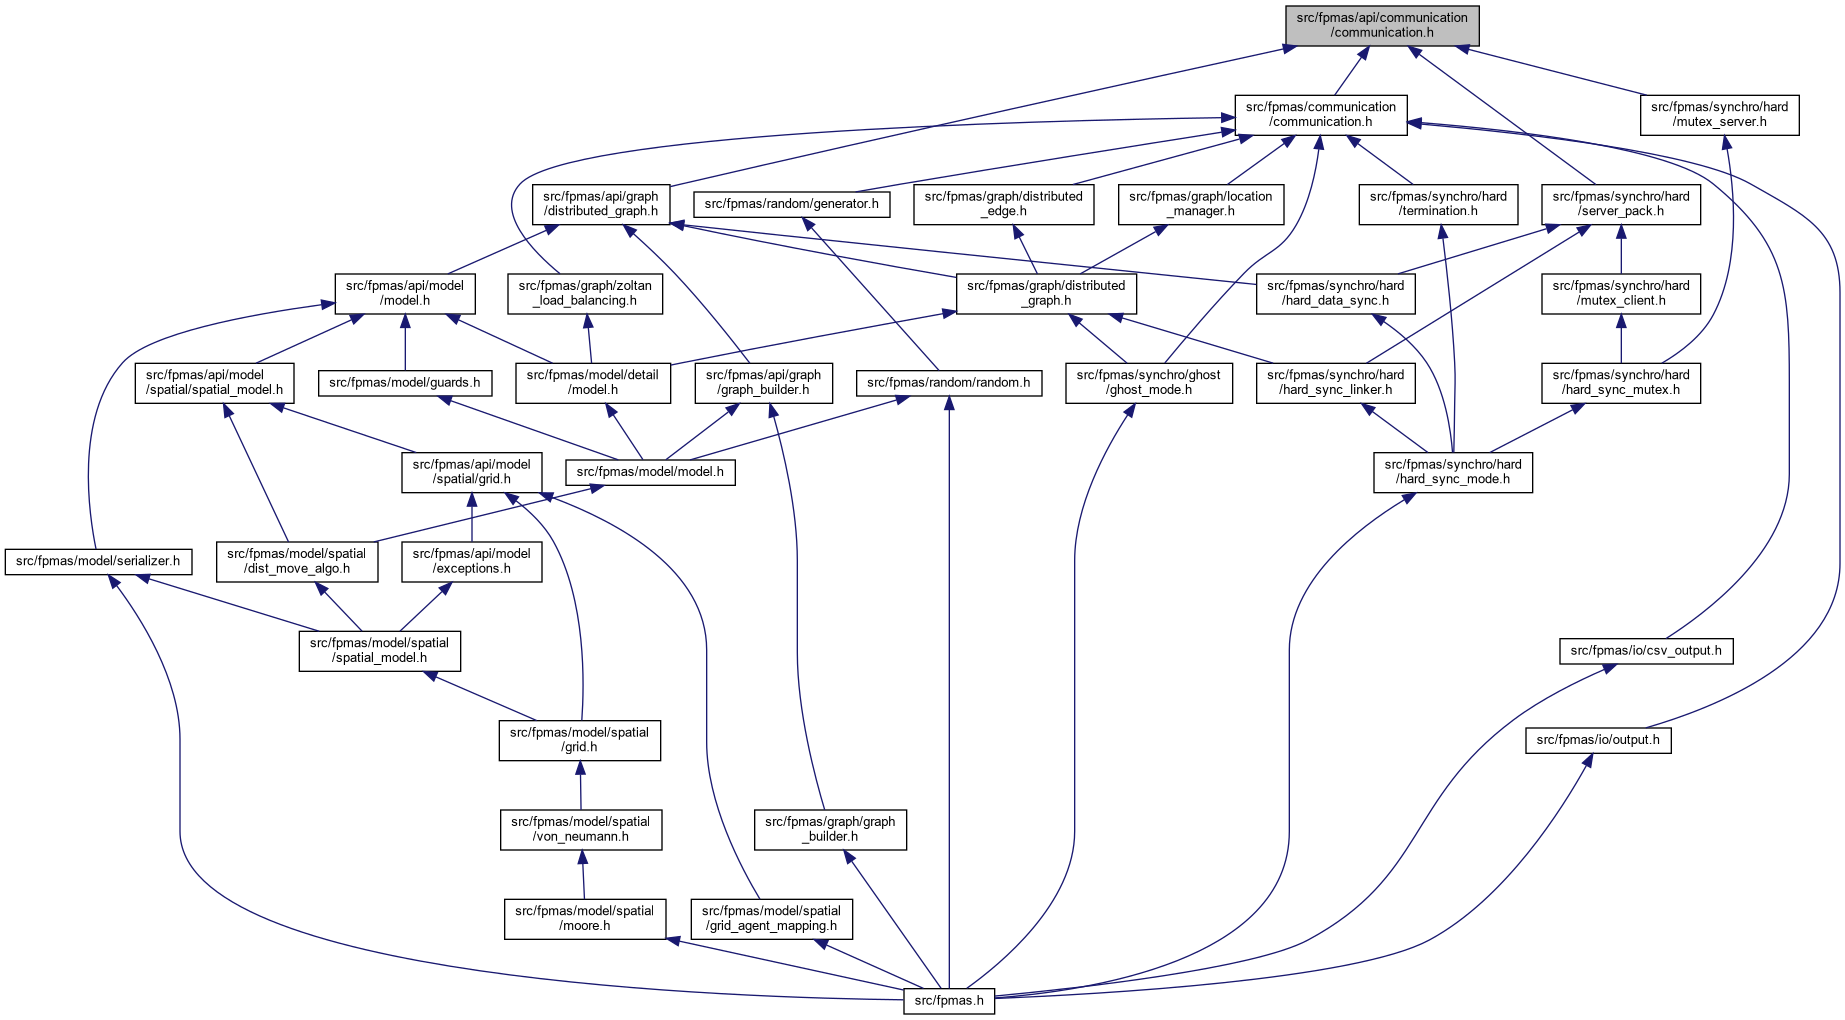 src/fpmas/api/communication
/communication.h
src/fpmas/communication
/communication.h
src/fpmas/synchro/hard
/mutex_server.h
src/fpmas/api/graph
/distributed_graph.h
src/fpmas/random/generator.h
src/fpmas/graph/distributed
_edge.h
src/fpmas/graph/location
_manager.h
src/fpmas/synchro/hard
/termination.h
src/fpmas/synchro/hard
/server_pack.h
src/fpmas/api/model
/model.h
src/fpmas/graph/zoltan
_load_balancing.h
src/fpmas/graph/distributed
_graph.h
src/fpmas/synchro/hard
/hard_data_sync.h
src/fpmas/synchro/hard
/mutex_client.h
src/fpmas/api/model
/spatial/spatial_model.h
src/fpmas/model/guards.h
src/fpmas/model/detail
/model.h
src/fpmas/api/graph
/graph_builder.h
src/fpmas/random/random.h
src/fpmas/synchro/ghost
/ghost_mode.h
src/fpmas/synchro/hard
/hard_sync_linker.h
src/fpmas/synchro/hard
/hard_sync_mutex.h
src/fpmas/api/model
/spatial/grid.h
src/fpmas/model/model.h
src/fpmas/synchro/hard
/hard_sync_mode.h
src/fpmas/model/serializer.h
src/fpmas/model/spatial
/dist_move_algo.h
src/fpmas/api/model
/exceptions.h
src/fpmas/model/spatial
/spatial_model.h
src/fpmas/io/csv_output.h
src/fpmas/model/spatial
/grid.h
src/fpmas/io/output.h
src/fpmas/model/spatial
/von_neumann.h
src/fpmas/graph/graph
_builder.h
src/fpmas/model/spatial
/moore.h
src/fpmas/model/spatial
/grid_agent_mapping.h
src/fpmas.h